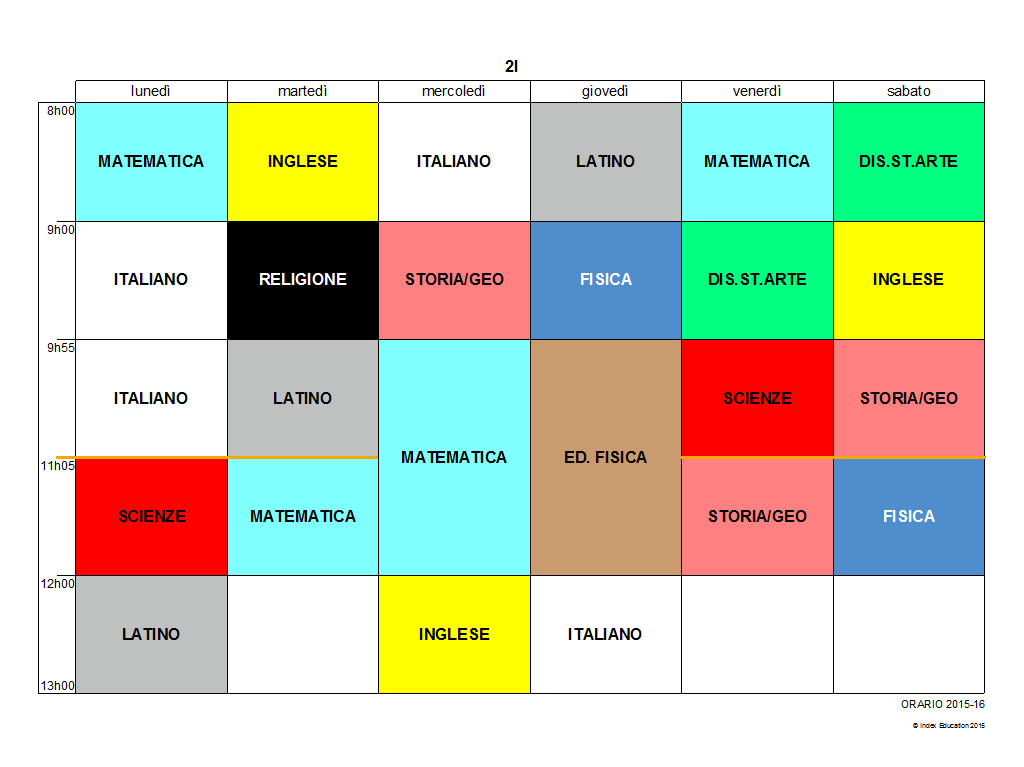 2I
lunedì martedì mercoledì giovedì venerdì sabato
8h00
MATEMATICA INGLESE ITALIANO LATINO MATEMATICA DIS.ST.ARTE
9h00
ITALIANO RELIGIONE STORIA/GEO FISICA DIS.ST.ARTE INGLESE
9h55
ITALIANO LATINO SCIENZE STORIA/GEO
MATEMATICA ED. FISICA
11h05
SCIENZE MATEMATICA STORIA/GEO FISICA
12h00
LATINO INGLESE ITALIANO
13h00
ORARIO 2015-16
© Index Education 2015